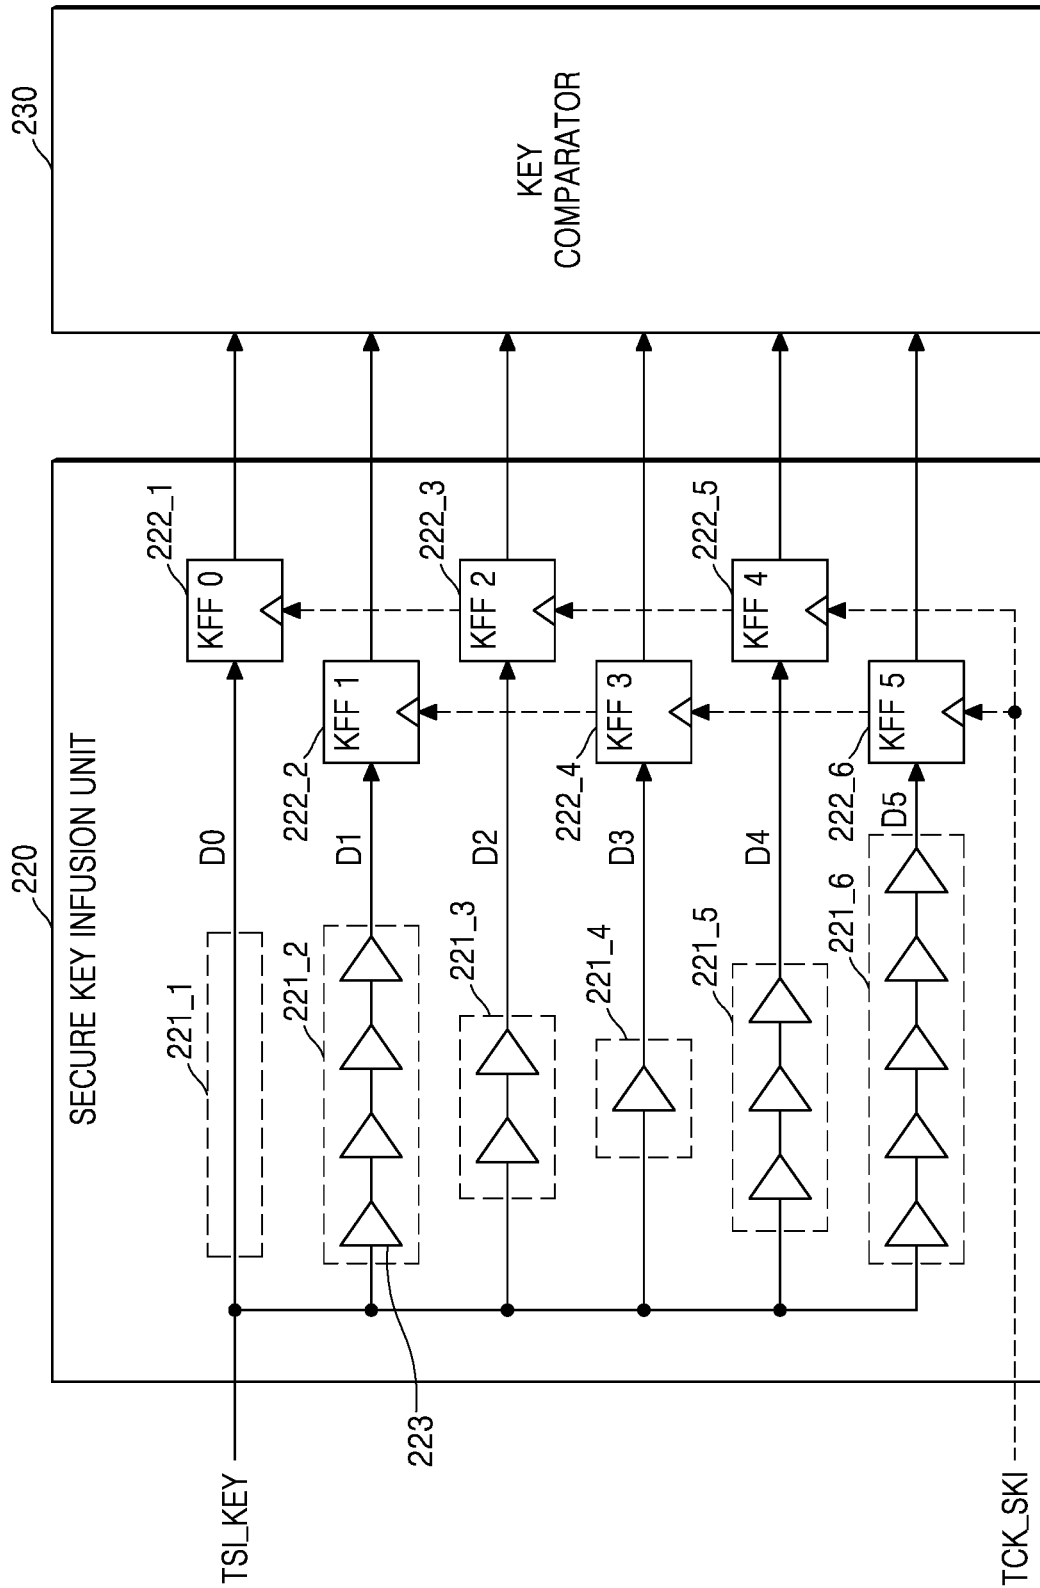 220
SECURE KEY INFUSION UNIT
230
KEY
COMPARATOR
TSI_KEY
221_1
D0
222_1
KFF 0
221_2
223
D1
222_2
KFF 1
221_3
D2
222_3
KFF 2
221_4
D3
222_4
KFF 3
221_5
D4
222_5
KFF 4
221_6
D5
222_6
KFF 5
TCK_SKI